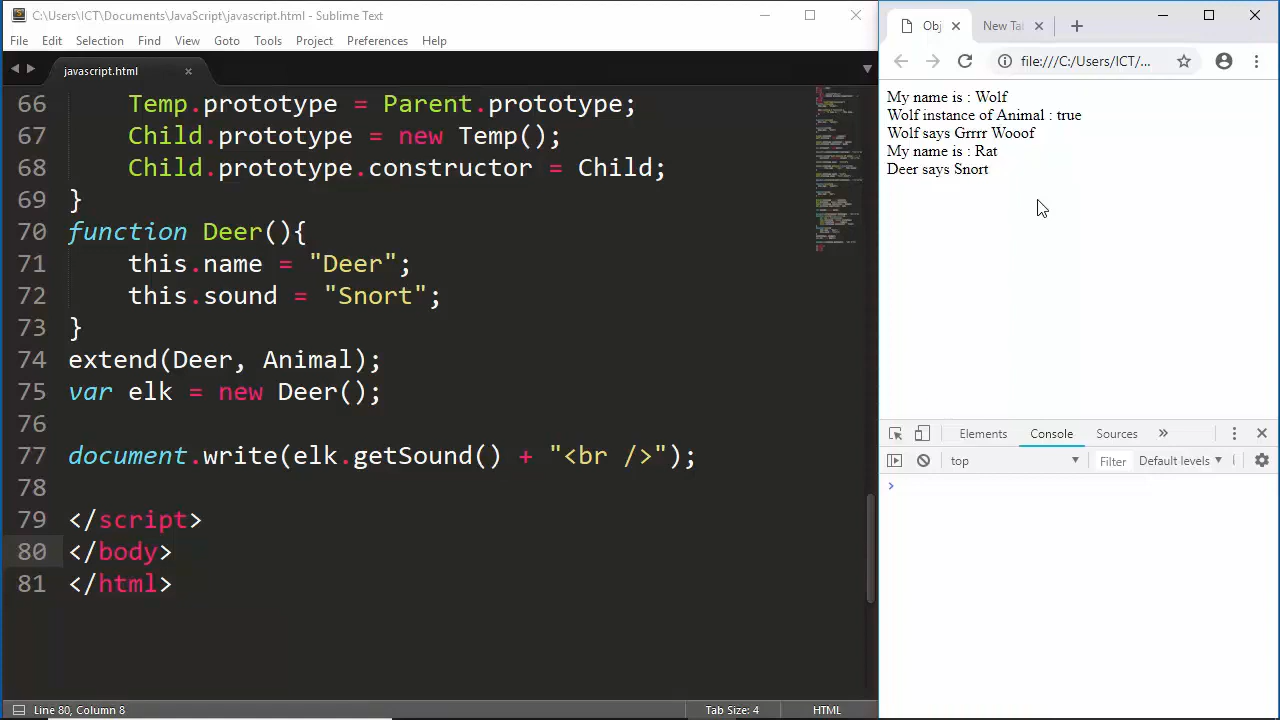 C:\Users\ICT\Documents\JavaScript\javascript.html - Sublime Text
File Edit Selection Find View Goto Tools Project Preferences Help
javascript.html
66 Temp.prototype = Parent.prototype;
67 Child.prototype = new Temp();
68 Child.prototype.constructor = Child;
69 }
70 function Deer(){
71 this.name = "Deer";
72 this.sound = "Snort";
73 }
74 extend(Deer, Animal);
75 var elk = new Deer();
76
77 document.write(elk.getSound() + "<br />");
78
79 </script>
80 </body>
81 </html>
Line 80, Column 8 Tab Size: 4 HTML
Obj New Tal
file:///C:/Users/ICT/...
My name is : Wolf
Wolf instance of Animal : true
Wolf says Grrrr Wooof
My name is : Rat
Deer says Snort
Elements Console Sources »
top Filter Default levels